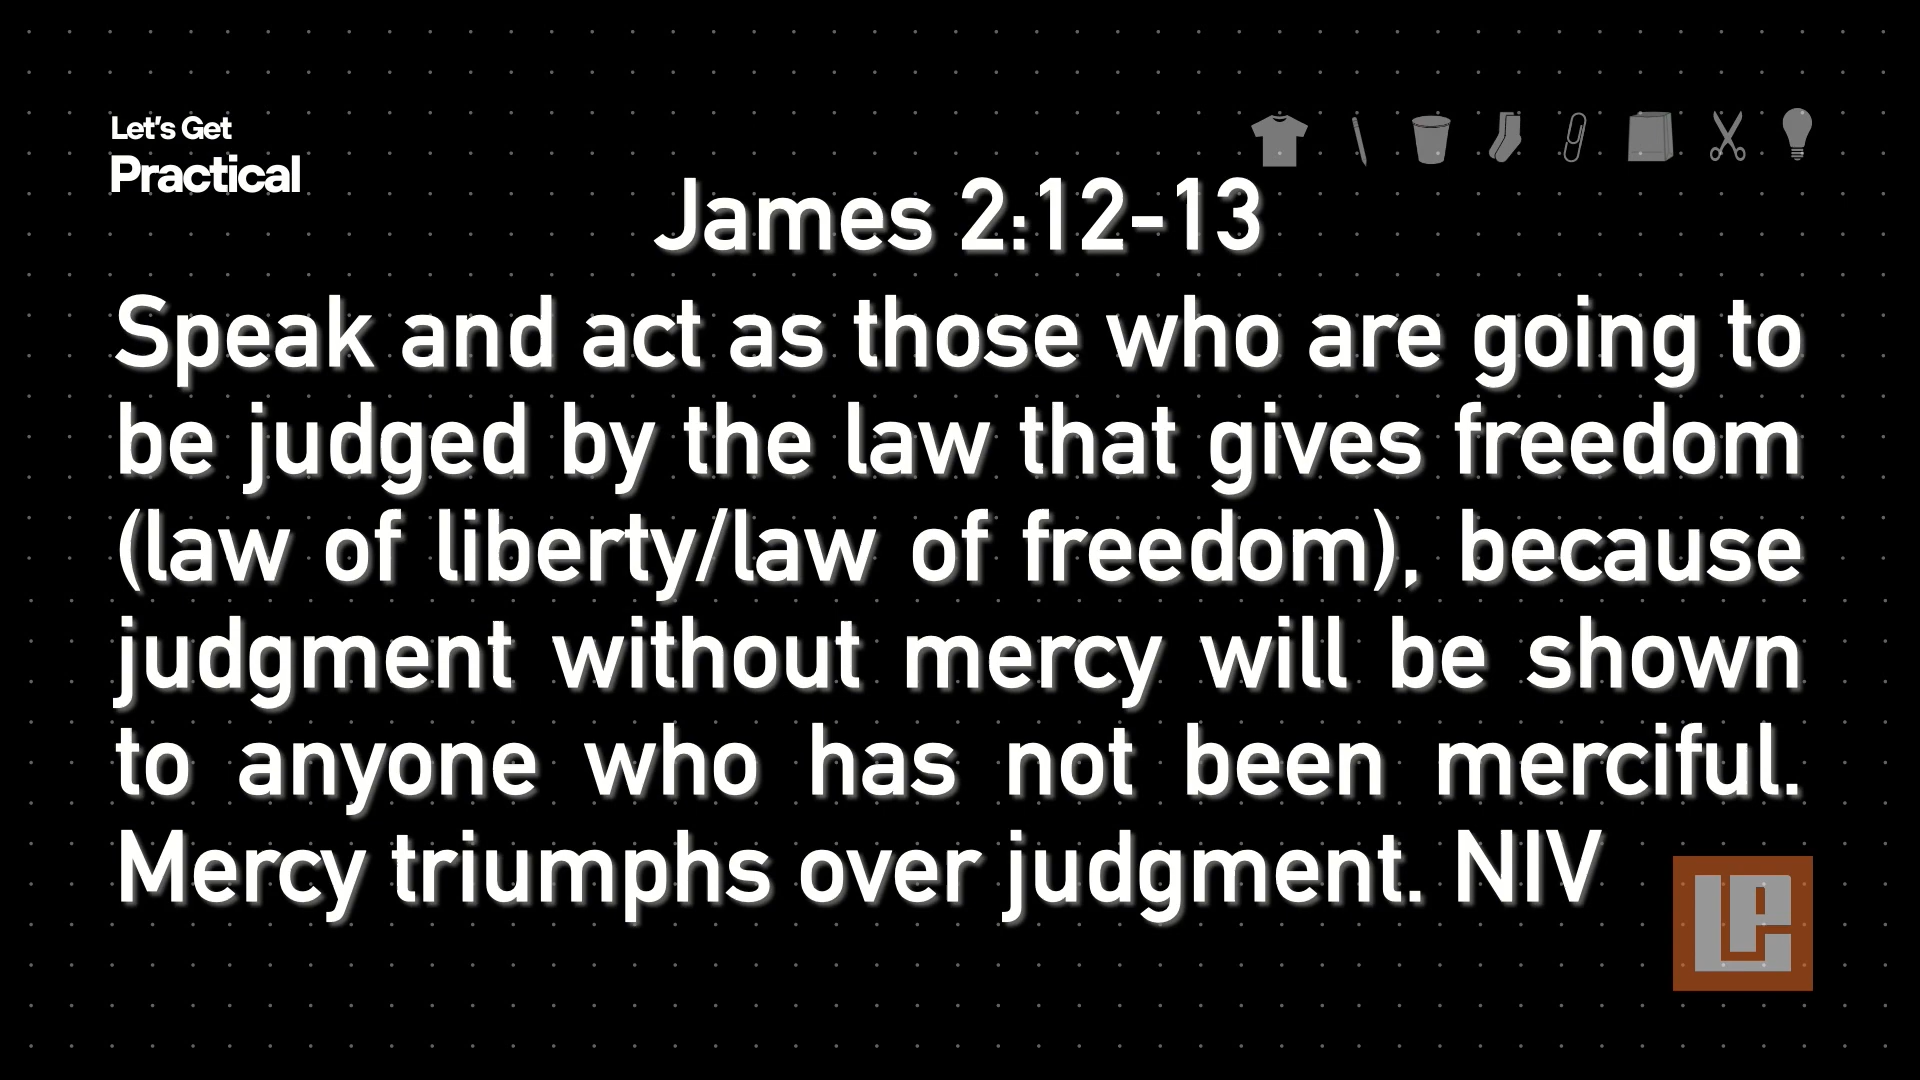 Let's Get
Practical
James 2:12-13
Speak and act as those who are going to
be judged by the law that gives freedom
(law of liberty/law of freedom), because
judgment without mercy will be shown
to anyone who has not been merciful.
Mercy triumphs over judgment. NIV
LP